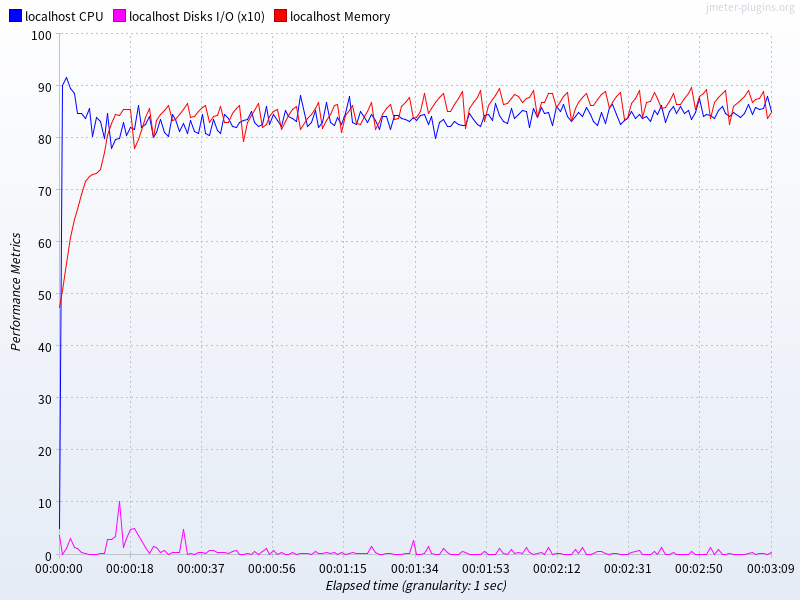 localhost CPU localhost Disks I/O (x10) localhost Memory
jmeter-plugins.org
100
90
80
70
60
50
40
30
20
10
0
Performance Metrics
00:00:00 00:00:18 00:00:37 00:00:56 00:01:15 00:01:34 00:01:53 00:02:12 00:02:31 00:02:50 00:03:09
Elapsed time (granularity: 1 sec)